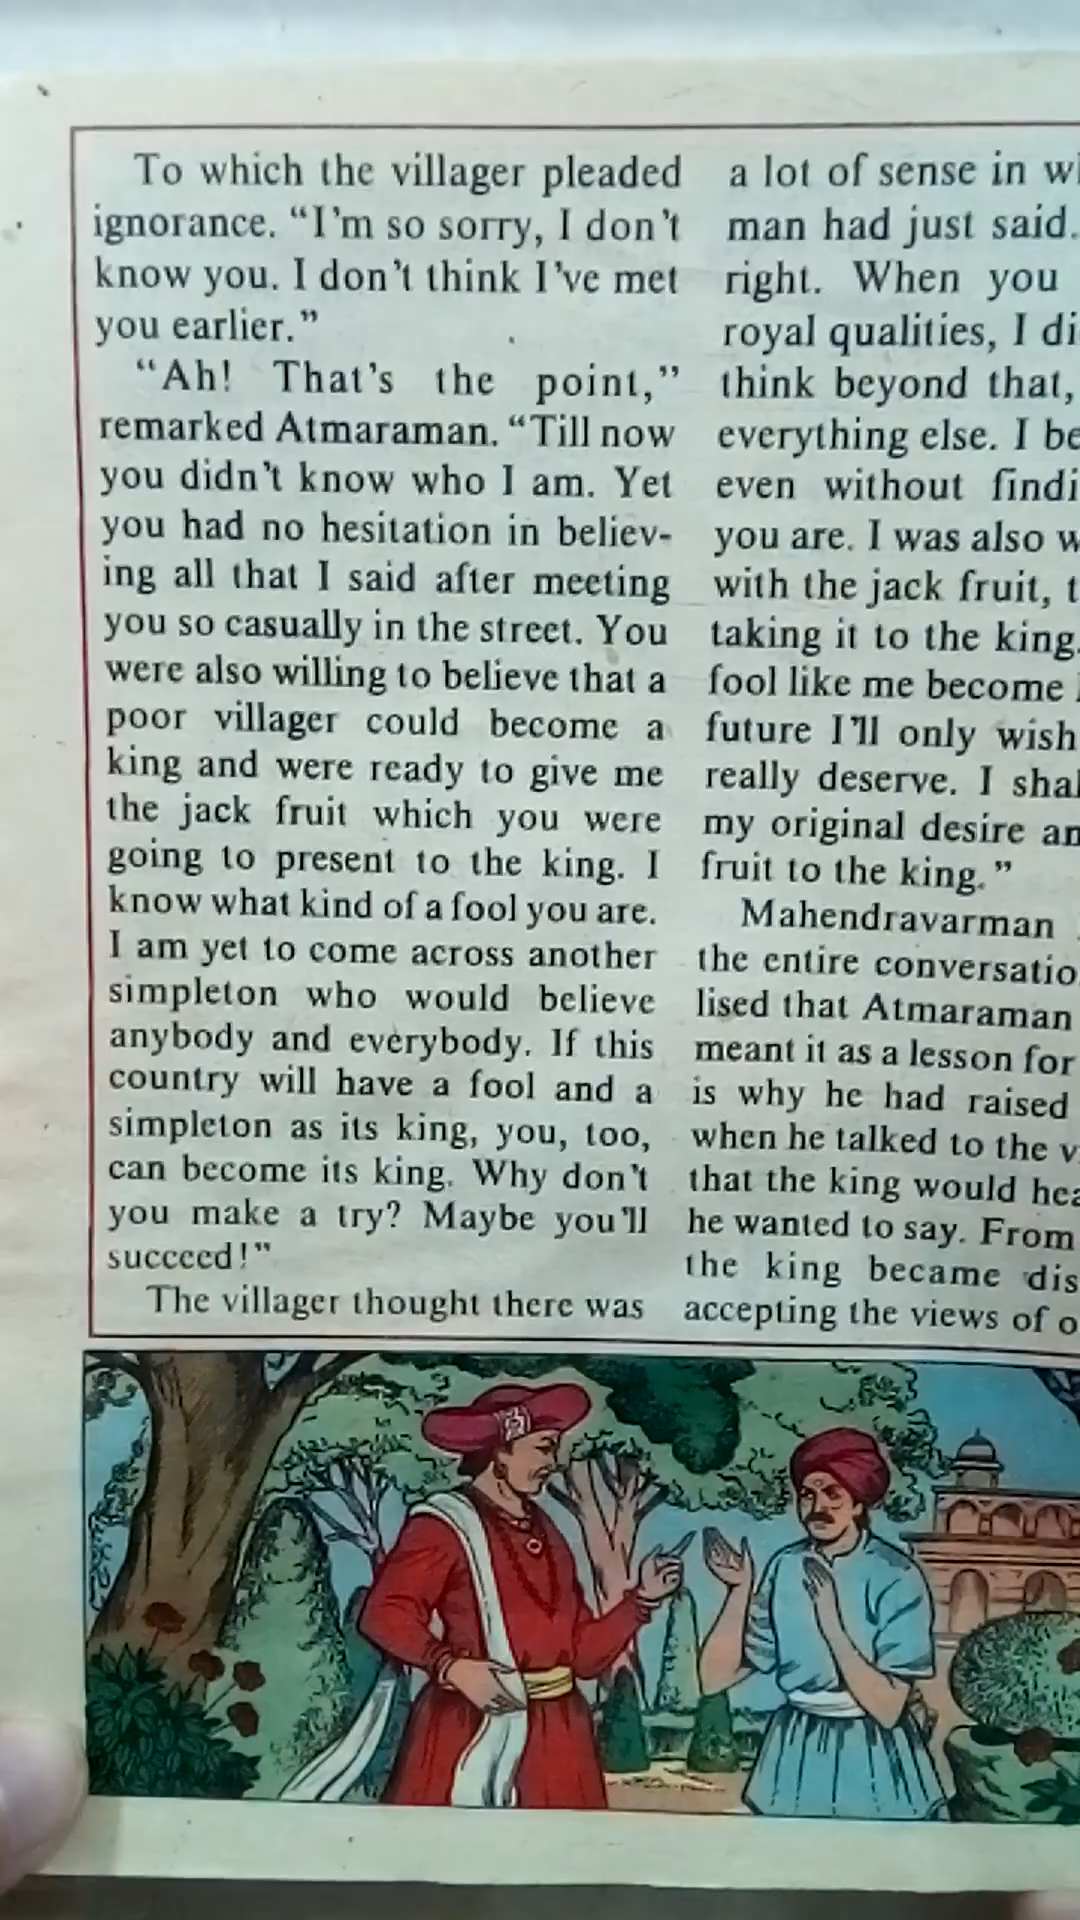 To which the villager pleaded
ignorance. “I’m so sorry, I don’t
know you. I don’t think I’ve met
you earlier.”
“Ah! That’s the point,”
remarked Atmaraman. “Till now
you didn’t know who I am. Yet
you had no hesitation in believ-
ing all that I said after meeting
you so casually in the street. You
were also willing to believe that a
poor villager could become a
king and were ready to give me
the jack fruit which you were
going to present to the king. I
know what kind of a fool you are.
I am yet to come across another
simpleton who would believe
anybody and everybody. If this
country will have a fool and a
simpleton as its king, you, too,
can become its king. Why don’t
you make a try? Maybe you’ll
succeed!”
The villager thought there was
a lot of sense in
man had just said.
right. When you
royal qualities, I
think beyond that,
everything else. I
even without
you are. I was also
with the jack fruit,
taking it to the king.
fool like me become
future I’ll only wish
really deserve. I
my original desire
fruit to the king.”
Mahendravarman
the entire
lised that Atmaraman
meant it as a lesson for
is why he had raised
when he talked to the
that the king would
he wanted to say. From
the king became
accepting the views of